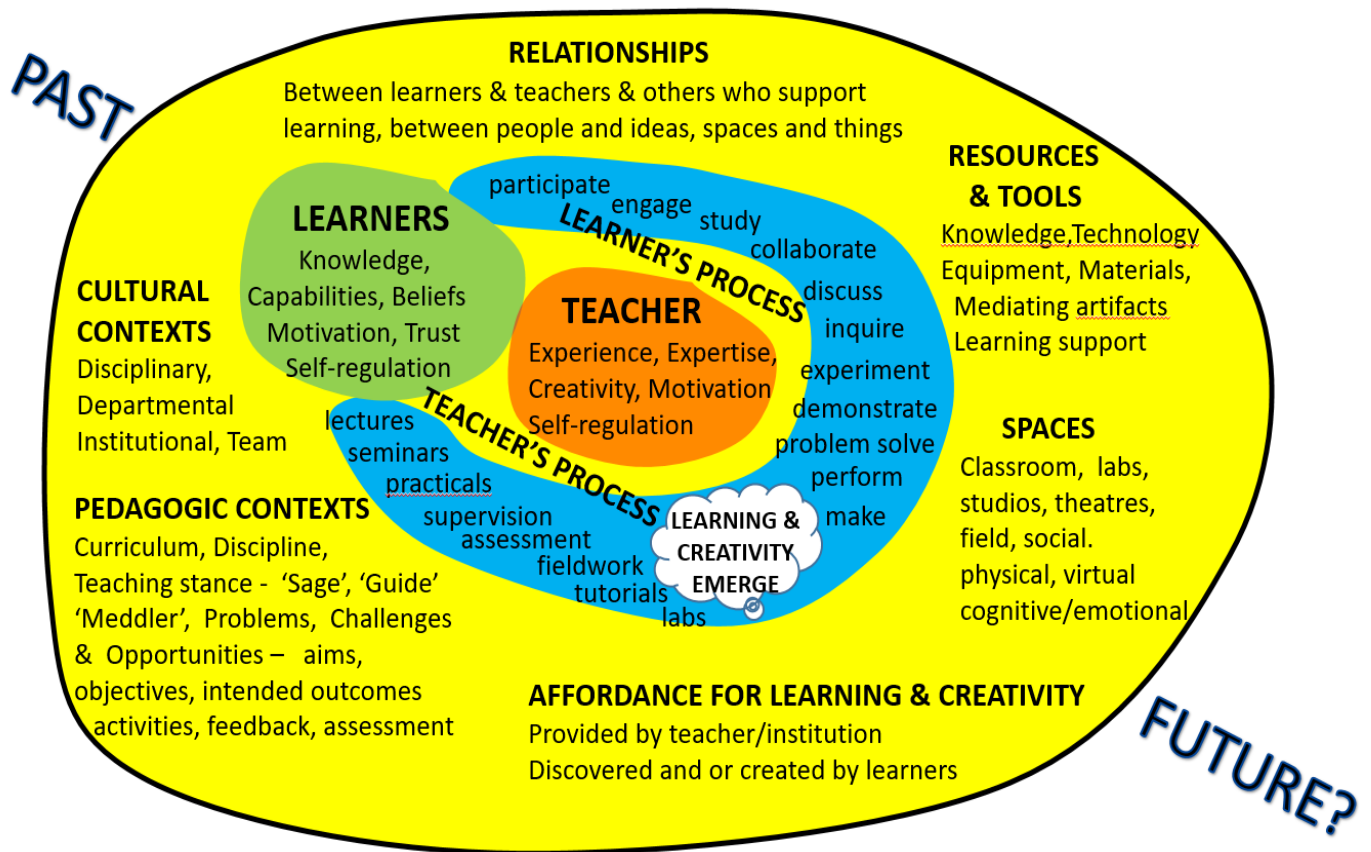 PAST
RELATIONSHIPS
Between learners & teachers & others who support
learning, between people and ideas, spaces and things
RESOURCES
& TOOLS
Knowledge,Technology
Equipment, Materials,
Mediating artifacts
Learning support
LEARNERS
Knowledge,
Capabilities, Beliefs
Motivation, Trust
Self-regulation
participate
engage
study
collaborate
discuss
inquire
experiment
demonstrate
problem solve
perform
make
LEARNER'S PROCESS
TEACHER
Experience, Expertise,
Creativity, Motivation
Self-regulation
TEACHER'S PROCESS
lectures
seminars
practicals
supervision
assessment
fieldwork
tutorials
labs
LEARNING &
CREATIVITY
EMERGE
CULTURAL
CONTEXTS
Disciplinary,
Departmental
Institutional, Team
PEDAGOGIC CONTEXTS
Curriculum, Discipline,
Teaching stance - ‘Sage’, ‘Guide’
‘Meddler’, Problems, Challenges
& Opportunities – aims,
objectives, intended outcomes
activities, feedback, assessment
SPACES
Classroom, labs,
studios, theatres,
field, social.
physical, virtual
cognitive/emotional
AFFORDANCE FOR LEARNING & CREATIVITY
Provided by teacher/institution
Discovered and or created by learners
FUTURE?